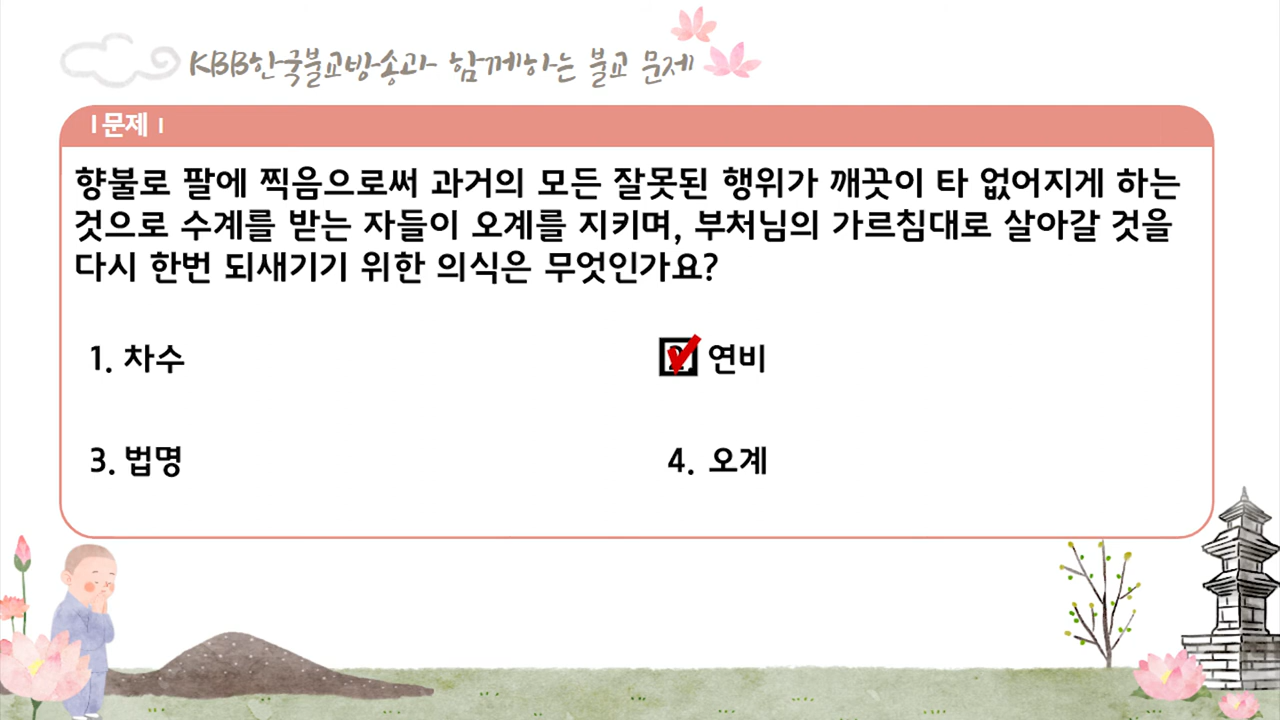 KBB한국불교방송과 함께하는 불교 문제
| 문제 |
향불로 팔에 찍음으로써 과거의 모든 잘못된 행위가 깨끗이 타 없어지게 하는
것으로 수계를 받는 자들이 오계를 지키며, 부처님의 가르침대로 살아갈 것을
다시 한번 되새기기 위한 의식은 무엇인가요?
1. 차수
2. 연비
3. 법명
4. 오계